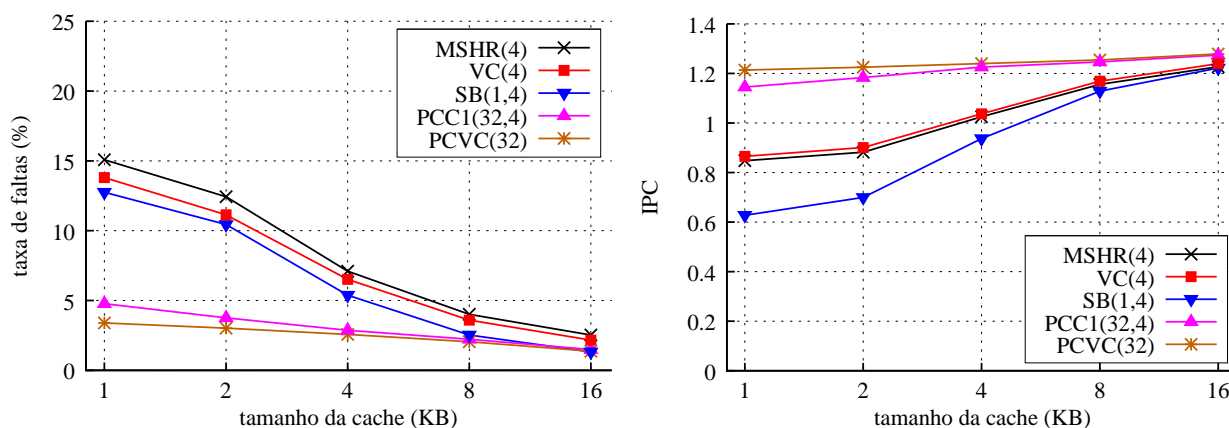 25
20
15
10
5
0
taxa de faltas (%)
MSHR(4)
VC(4)
SB(1,4)
PCC1(32,4)
PCVC(32)
1 2 4 8 16
tamanho da cache (KB)
1.4
1.2
1
0.8
0.6
0.4
0.2
0
IPC
MSHR(4)
VC(4)
SB(1,4)
PCC1(32,4)
PCVC(32)
1 2 4 8 16
tamanho da cache (KB)